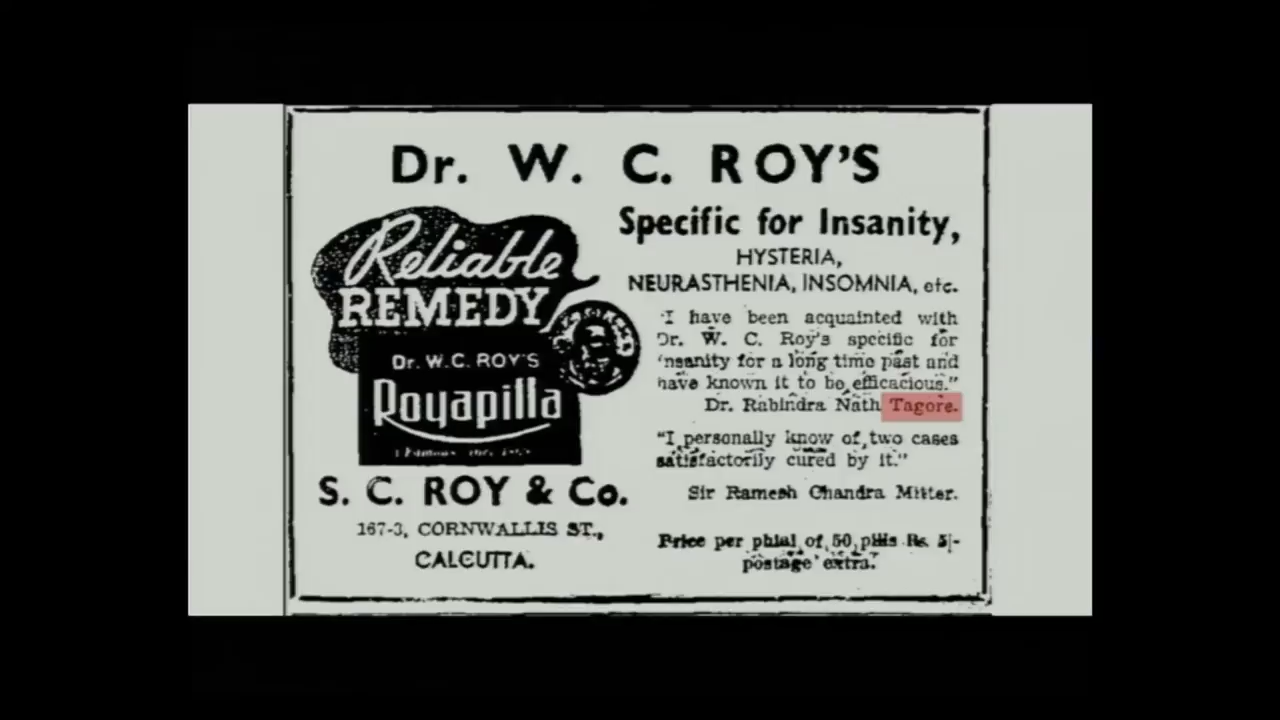 Dr. W. C. ROY'S
Reliable
REMEDY
Dr. W.C. ROY'S
Royapilla
S. C. ROY & Co.
167-3, CORNWALLIS ST.,
CALCUTTA.
Specific for Insanity,
HYSTERIA,
NEURASTHENIA, INSOMNIA, etc.
"I have been acquainted with
Dr. W. C. Roy's specific for
insanity for a long time past and
have known it to be efficacious."
Dr. Rabindra Nath Tagore.
"I personally know of two cases
satisfactorily cured by it."
Sir Ramesh Chandra Mitter.
Price per phial of 50 pills Rs. 5/-
postage extra.